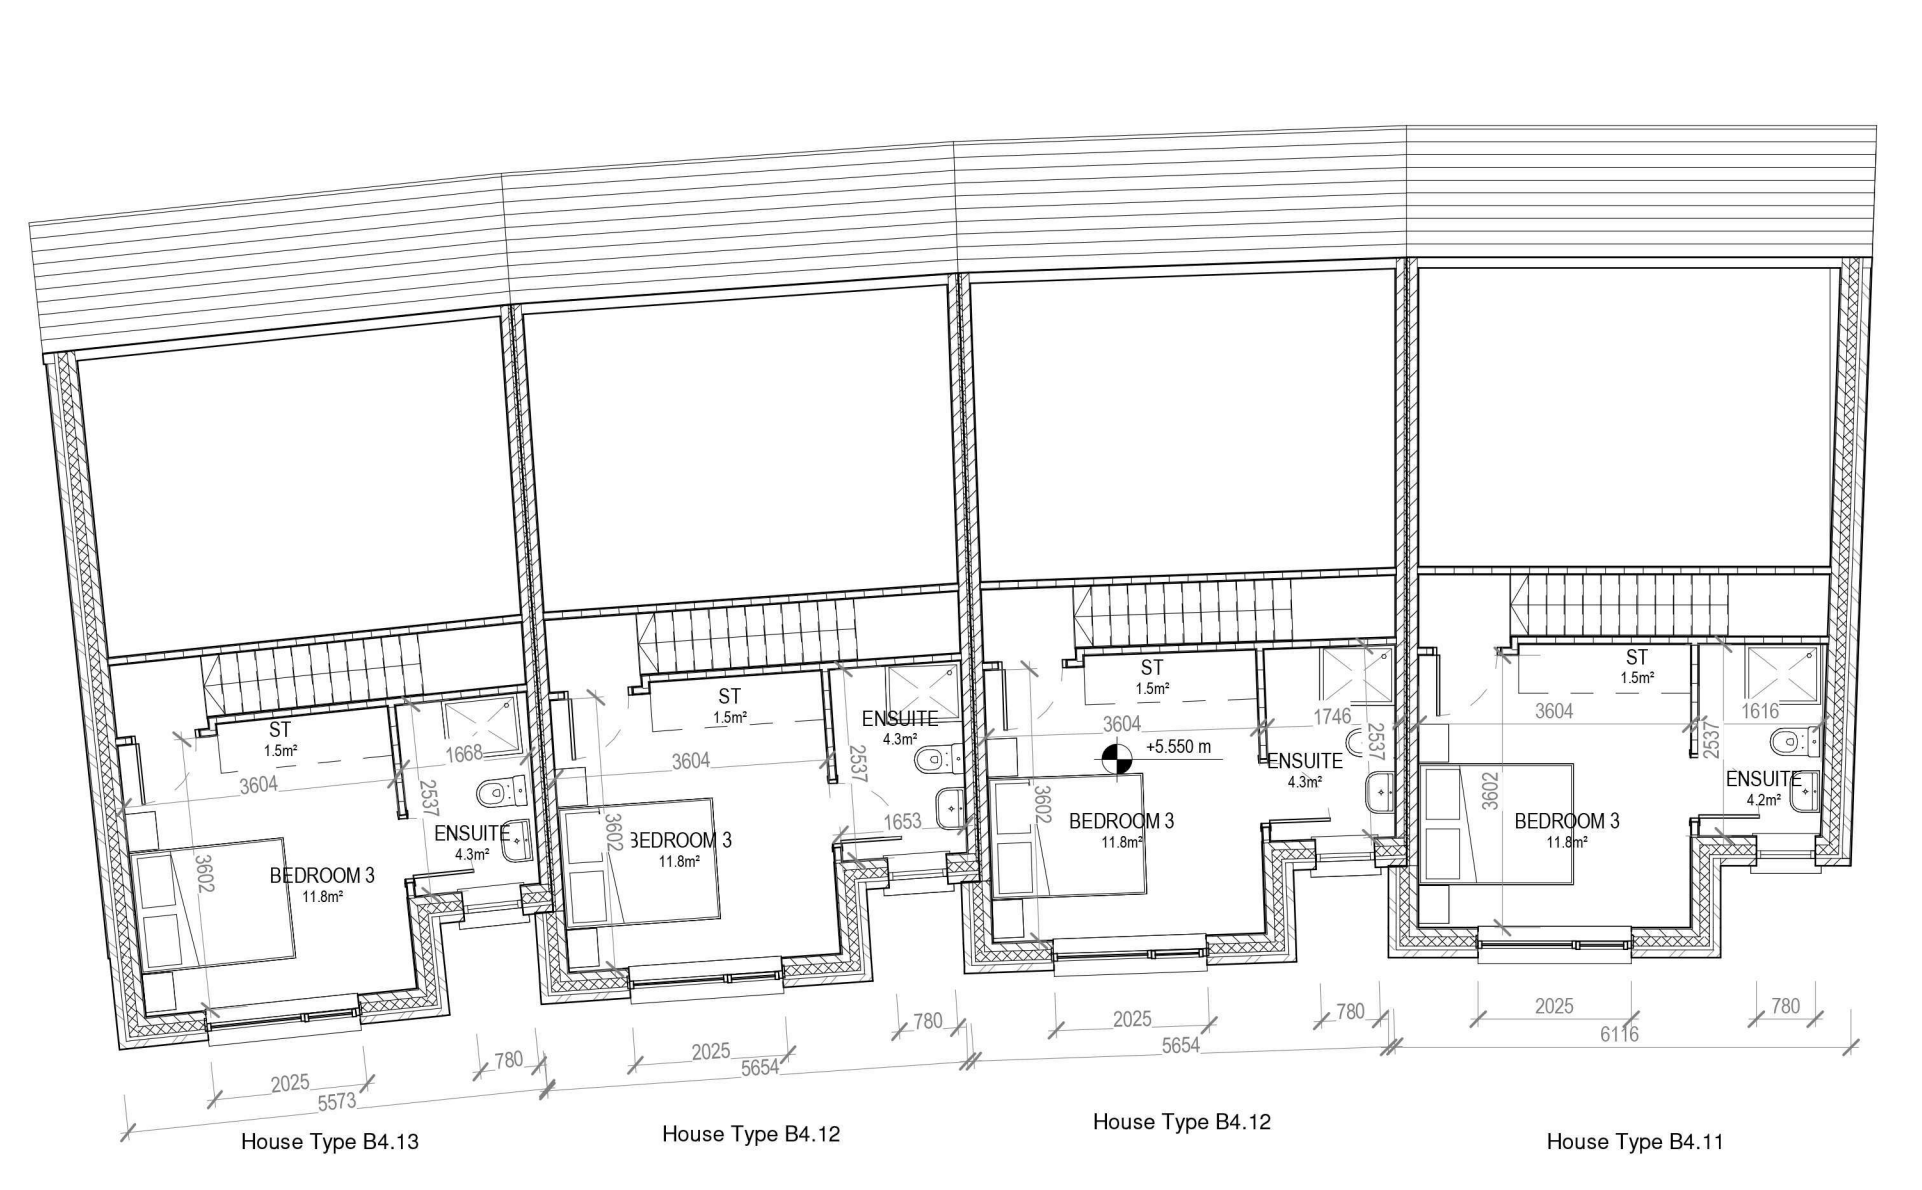 ST
1.5m²
3604
1668
2537
ENSUITE
4.3m²
3602
BEDROOM 3
11.8m²
2025
780
5573
House Type B4.13
ST
1.5m²
ENSUITE
4.3m²
3604
2537
3602
BEDROOM 3
11.8m²
1653
2025
780
5654
House Type B4.12
ST
1.5m²
3604
1746
2537
+5.550 m
ENSUITE
4.3m²
3602
BEDROOM 3
11.8m²
2025
780
5654
House Type B4.12
ST
1.5m²
3604
1616
2537
ENSUITE
4.2m²
3602
BEDROOM 3
11.8m²
2025
780
6116
House Type B4.11